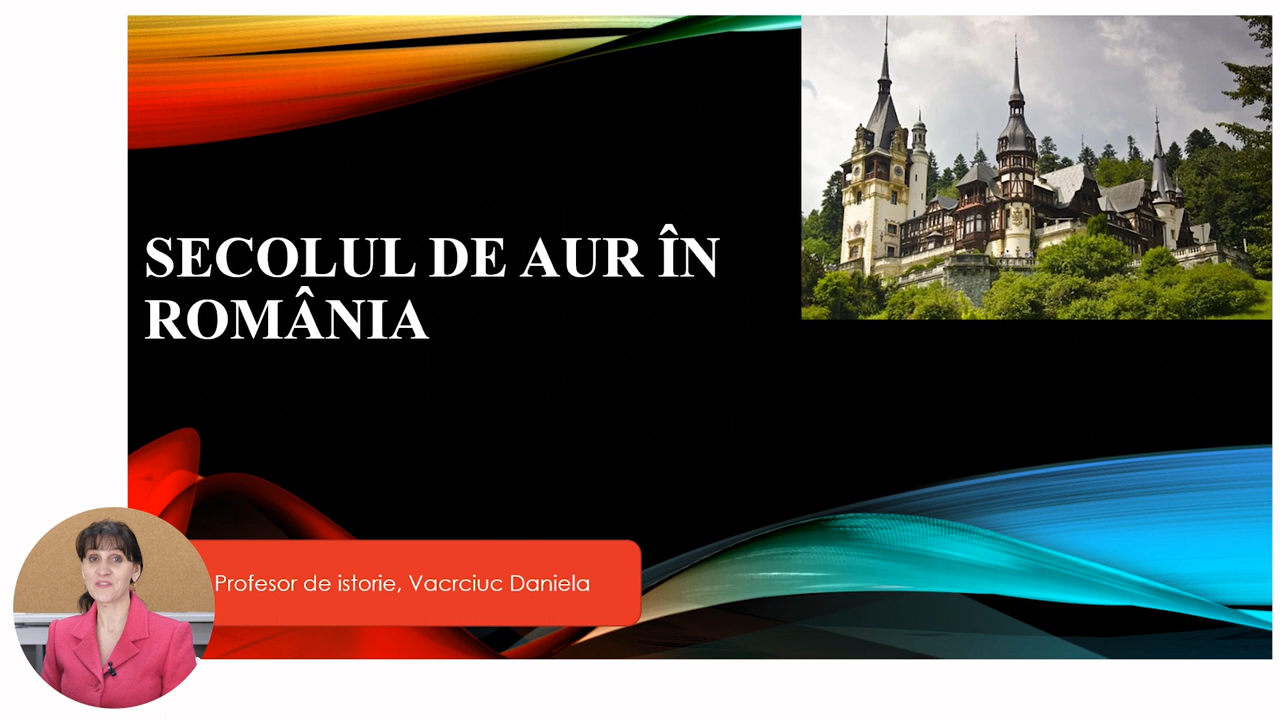 SECOLUL DE AUR ÎN
ROMÂNIA
Profesor de istorie, Vacrciuc Daniela